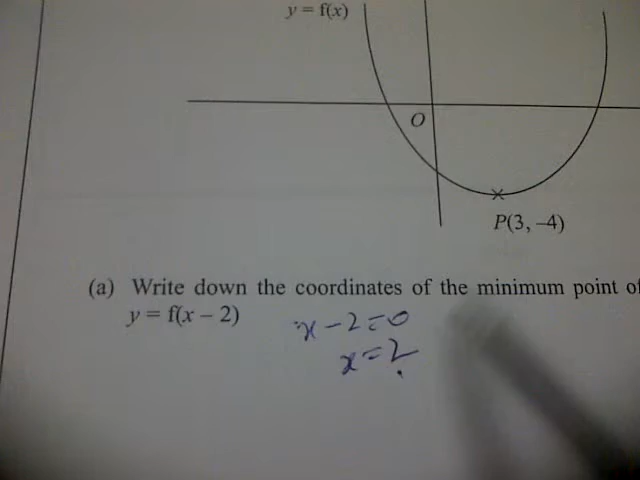 y = f(x)
O
P(3, –4)
(a) Write down the coordinates of the minimum point of
y = f(x – 2)
x – 2 = 0
x = 2